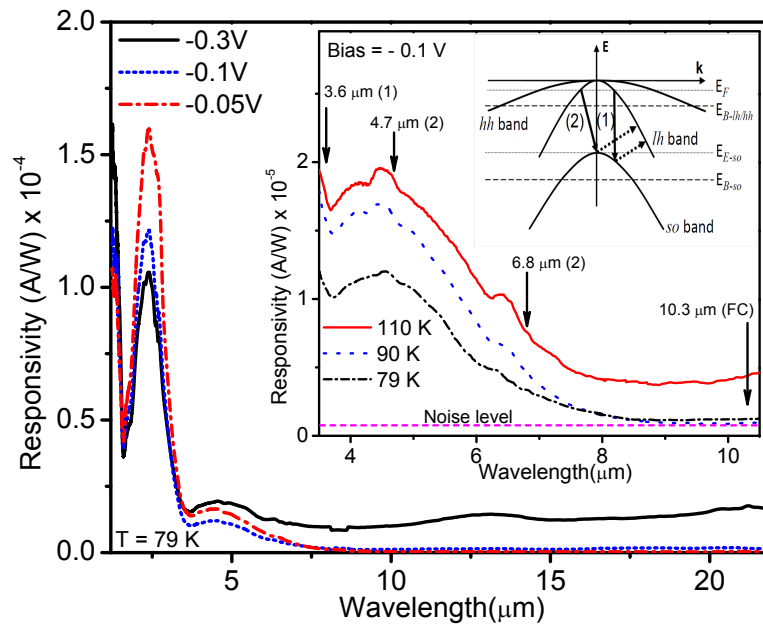 Responsivity (A/W) x 10⁻⁴
2.0
1.5
1.0
0.5
0.0
-0.3V
-0.1V
-0.05V
T = 79 K
5
10
15
20
Wavelength(μm)
Bias = - 0.1 V
3.6 μm (1)
4.7 μm (2)
6.8 μm (2)
10.3 μm (FC)
110 K
90 K
79 K
Noise level
Responsivity (A/W) x 10⁻⁵
3
2
1
0
4
6
8
10
Wavelength(μm)
E
k
E_F
E_B-lh/hh
hh band
(2)
(1)
lh band
E_E-so
E_B-so
so band